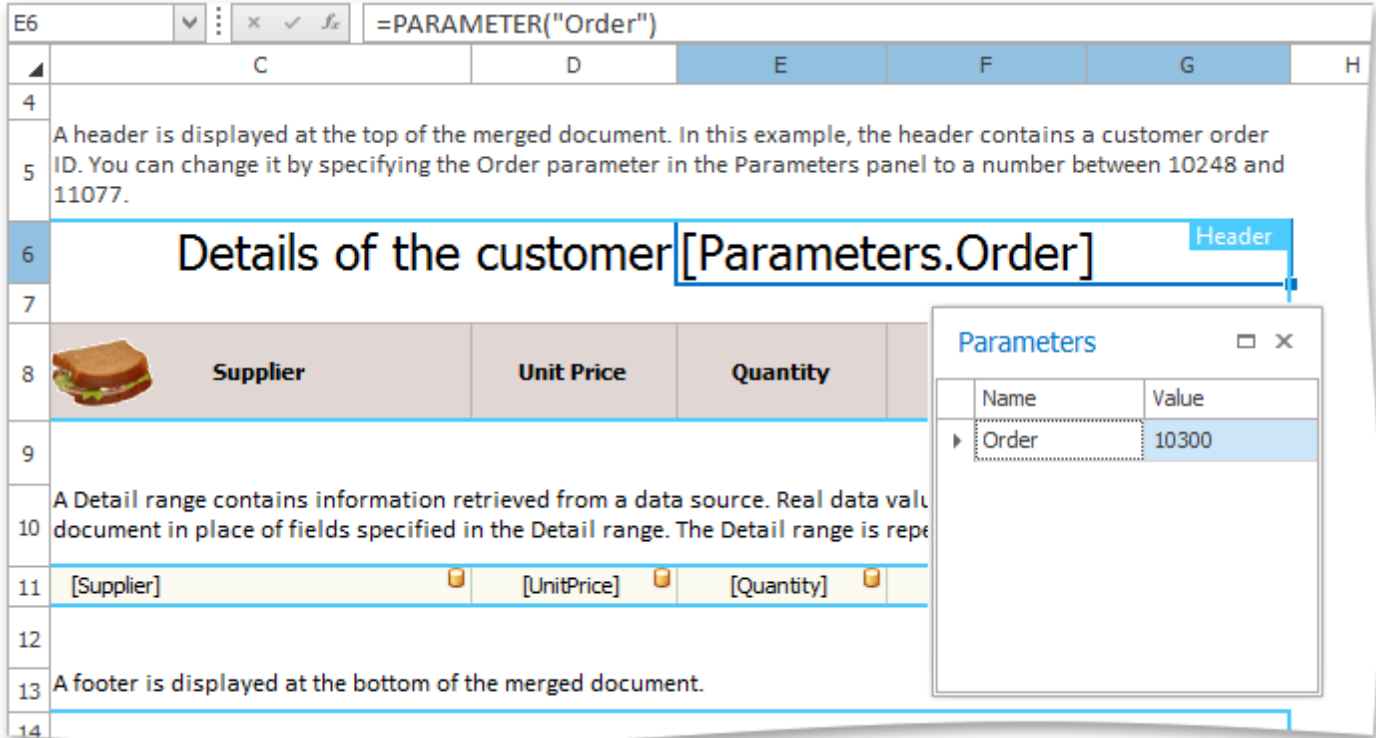 E6
=PARAMETER("Order")
C D E F G H
4
A header is displayed at the top of the merged document. In this example, the header contains a customer order
5 ID. You can change it by specifying the Order parameter in the Parameters panel to a number between 10248 and
11077.
6 Details of the customer [Parameters.Order] Header
7
8 Supplier Unit Price Quantity
Parameters
Name Value
Order 10300
9
A Detail range contains information retrieved from a data source. Real data valu
10 document in place of fields specified in the Detail range. The Detail range is repe
11 [Supplier] [UnitPrice] [Quantity]
12
13 A footer is displayed at the bottom of the merged document.
14